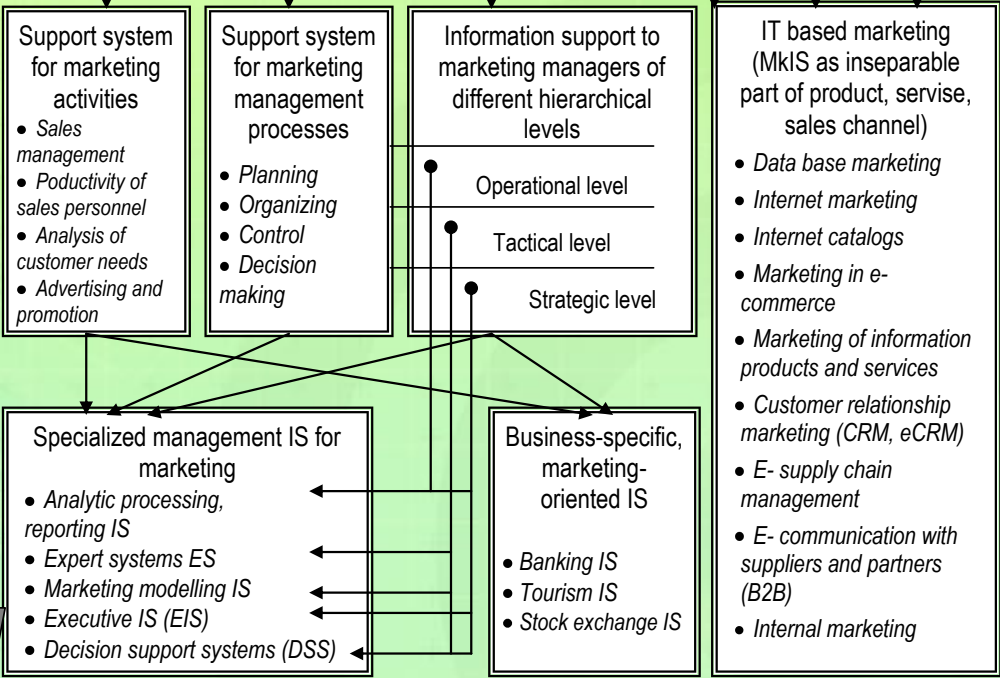 Support system
for marketing
activities
• Sales
management
• Poductivity of
sales personnel
• Analysis of
customer needs
• Advertising and
promotion
Support system
for marketing
management
processes
• Planning
• Organizing
• Control
• Decision
making
Information support to
marketing managers of
different hierarchical
levels
Operational level
Tactical level
Strategic level
IT based marketing
(MkIS as inseparable
part of product, servise,
sales channel)
• Data base marketing
• Internet marketing
• Internet catalogs
• Marketing in e-
commerce
• Marketing of information
products and services
• Customer relationship
marketing (CRM, eCRM)
• E- supply chain
management
• E- communication with
suppliers and partners
(B2B)
• Internal marketing
Specialized management IS for
marketing
• Analytic processing,
reporting IS
• Expert systems ES
• Marketing modelling IS
• Executive IS (EIS)
• Decision support systems (DSS)
Business-specific,
marketing-
oriented IS
• Banking IS
• Tourism IS
• Stock exchange IS